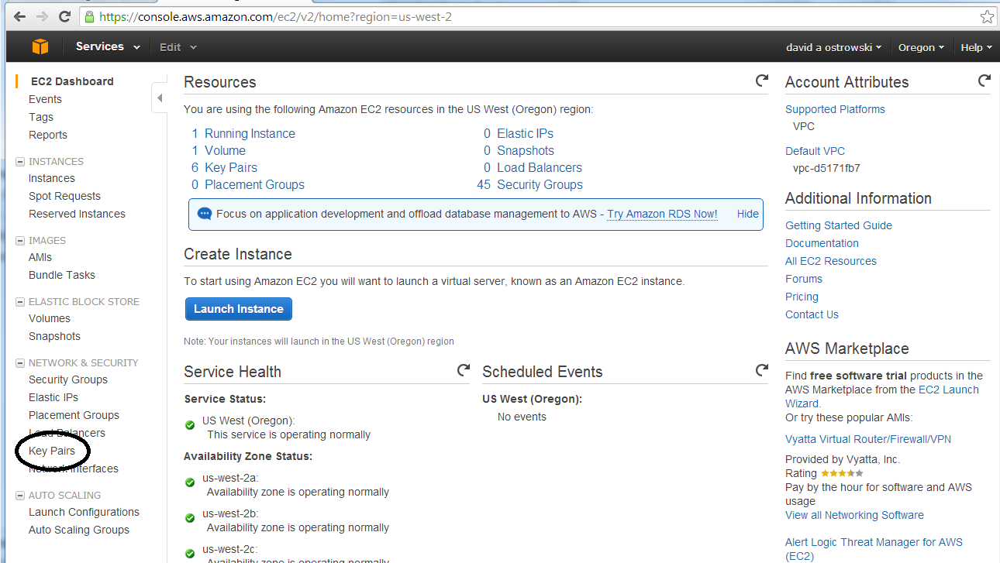 https://console.aws.amazon.com/ec2/v2/home?region=us-west-2
Services Edit david a ostrowski Oregon Help
EC2 Dashboard
Events
Tags
Reports
INSTANCES
Instances
Spot Requests
Reserved Instances
IMAGES
AMIs
Bundle Tasks
ELASTIC BLOCK STORE
Volumes
Snapshots
NETWORK & SECURITY
Security Groups
Elastic IPs
Placement Groups
Load Balancers
Key Pairs
Network Interfaces
AUTO SCALING
Launch Configurations
Auto Scaling Groups
Resources
You are using the following Amazon EC2 resources in the US West (Oregon) region:
1 Running Instance 0 Elastic IPs
1 Volume 0 Snapshots
6 Key Pairs 0 Load Balancers
0 Placement Groups 45 Security Groups
Focus on application development and offload database management to AWS - Try Amazon RDS Now! Hide
Create Instance
To start using Amazon EC2 you will want to launch a virtual server, known as an Amazon EC2 instance.
Launch Instance
Note: Your instances will launch in the US West (Oregon) region
Service Health
Service Status:
US West (Oregon):
This service is operating normally
Availability Zone Status:
us-west-2a:
Availability zone is operating normally
us-west-2b:
Availability zone is operating normally
us-west-2c:
Availability zone is operating normally
Scheduled Events
US West (Oregon):
No events
Account Attributes
Supported Platforms
VPC
Default VPC
vpc-d5171fb7
Additional Information
Getting Started Guide
Documentation
All EC2 Resources
Forums
Pricing
Contact Us
AWS Marketplace
Find free software trial products in the
AWS Marketplace from the EC2 Launch
Wizard.
Or try these popular AMIs:
Vyatta Virtual Router/Firewall/VPN
Provided by Vyatta, Inc.
Rating
Pay by the hour for software and AWS
usage
View all Networking Software
Alert Logic Threat Manager for AWS
(EC2)